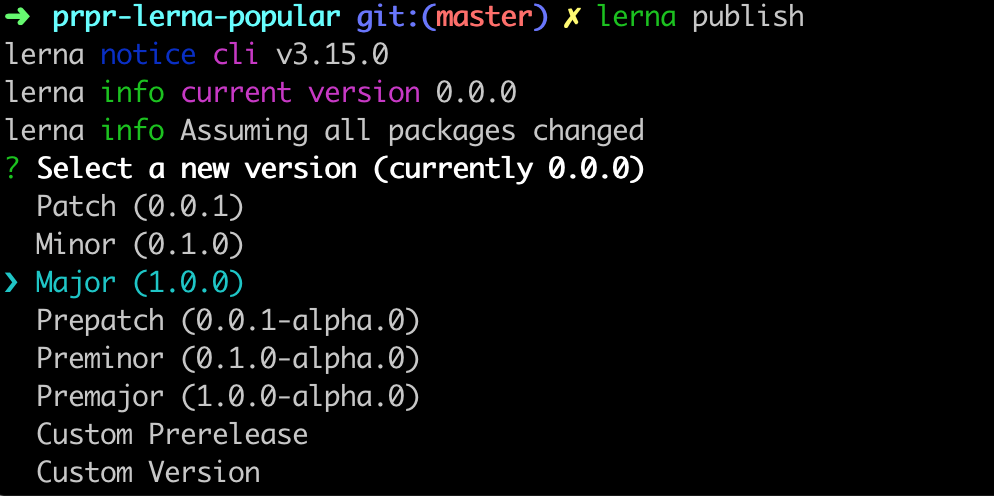 ➜ prpr-lerna-popular git:(master) ✗ lerna publish
lerna notice cli v3.15.0
lerna info current version 0.0.0
lerna info Assuming all packages changed
? Select a new version (currently 0.0.0)
Patch (0.0.1)
Minor (0.1.0)
❯ Major (1.0.0)
Prepatch (0.0.1-alpha.0)
Preminor (0.1.0-alpha.0)
Premajor (1.0.0-alpha.0)
Custom Prerelease
Custom Version